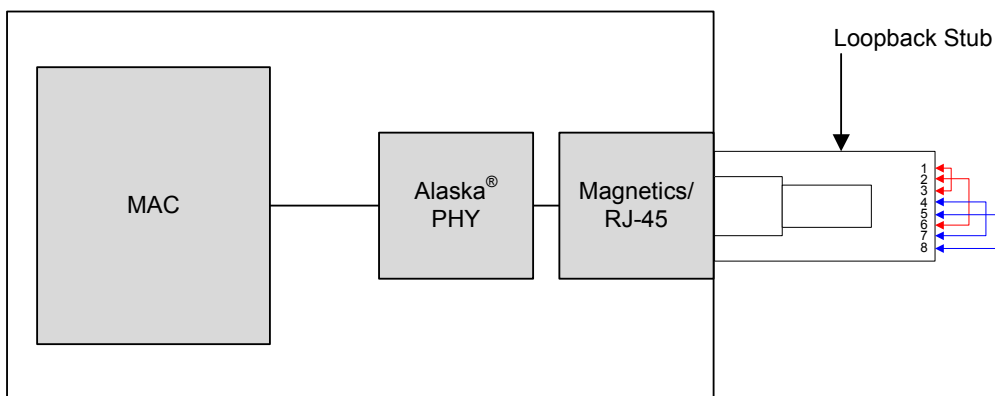 Loopback Stub
MAC
Alaska®
PHY
Magnetics/
RJ-45
1
2
3
4
5
6
7
8